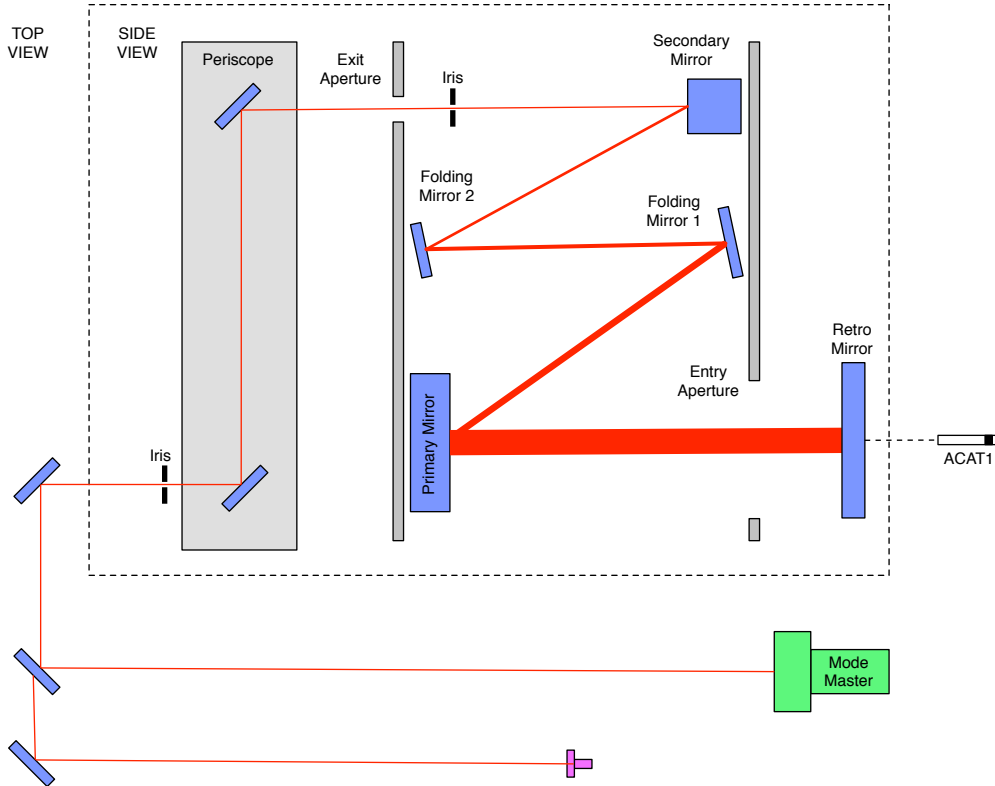 TOP
VIEW
SIDE
VIEW
Periscope
Exit
Aperture
Iris
Secondary
Mirror
Folding
Mirror 2
Folding
Mirror 1
Retro
Mirror
Entry
Aperture
Primary Mirror
ACAT1
Iris
Mode
Master